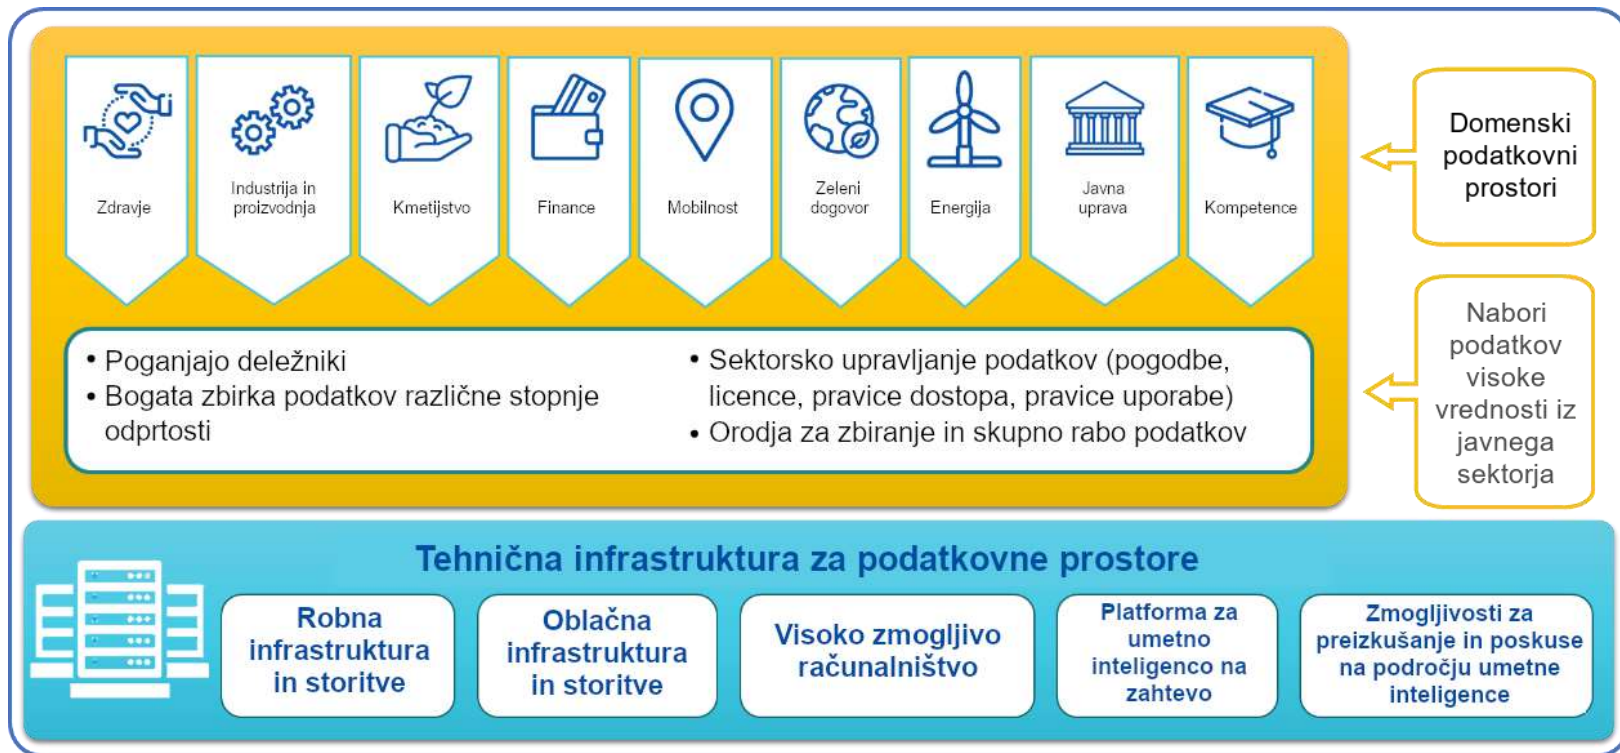 Zdravje
Industrija in
proizvodnja
Kmetijstvo
Finance
Mobilnost
Zeleni
dogovor
Energija
Javna
uprava
Kompetence
Domenski
podatkovni
prostori
• Poganjajo deležniki
• Bogata zbirka podatkov različne stopnje
odprtosti
• Sektorsko upravljanje podatkov (pogodbe,
licence, pravice dostopa, pravice uporabe)
• Orodja za zbiranje in skupno rabo podatkov
Nabori
podatkov
visoke
vrednosti iz
javnega
sektorja
Tehnična infrastruktura za podatkovne prostore
Robna
infrastruktura
in storitve
Oblačna
infrastruktura
in storitve
Visoko zmogljivo
računalništvo
Platforma za
umetno
inteligenco na
zahtevo
Zmogljivosti za
preizkušanje in poskuse
na področju umetne
inteligence